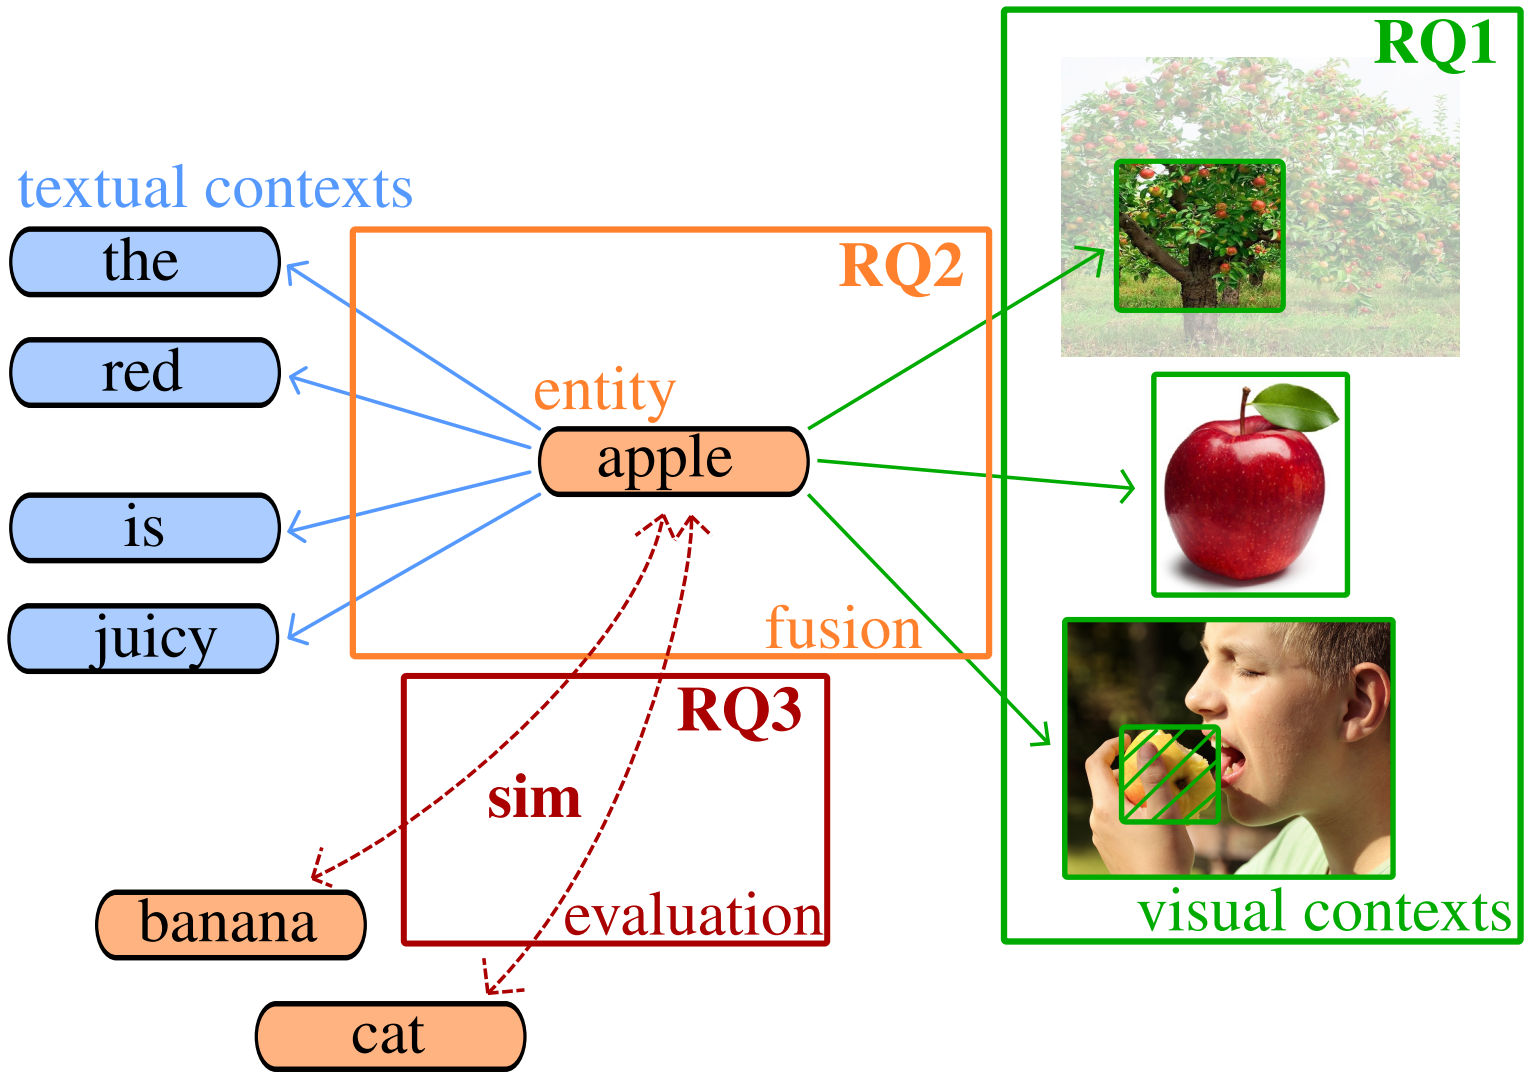 RQ1
textual contexts
the
RQ2
red
entity
apple
is
juicy
fusion
RQ3
sim
evaluation
visual contexts
banana
cat